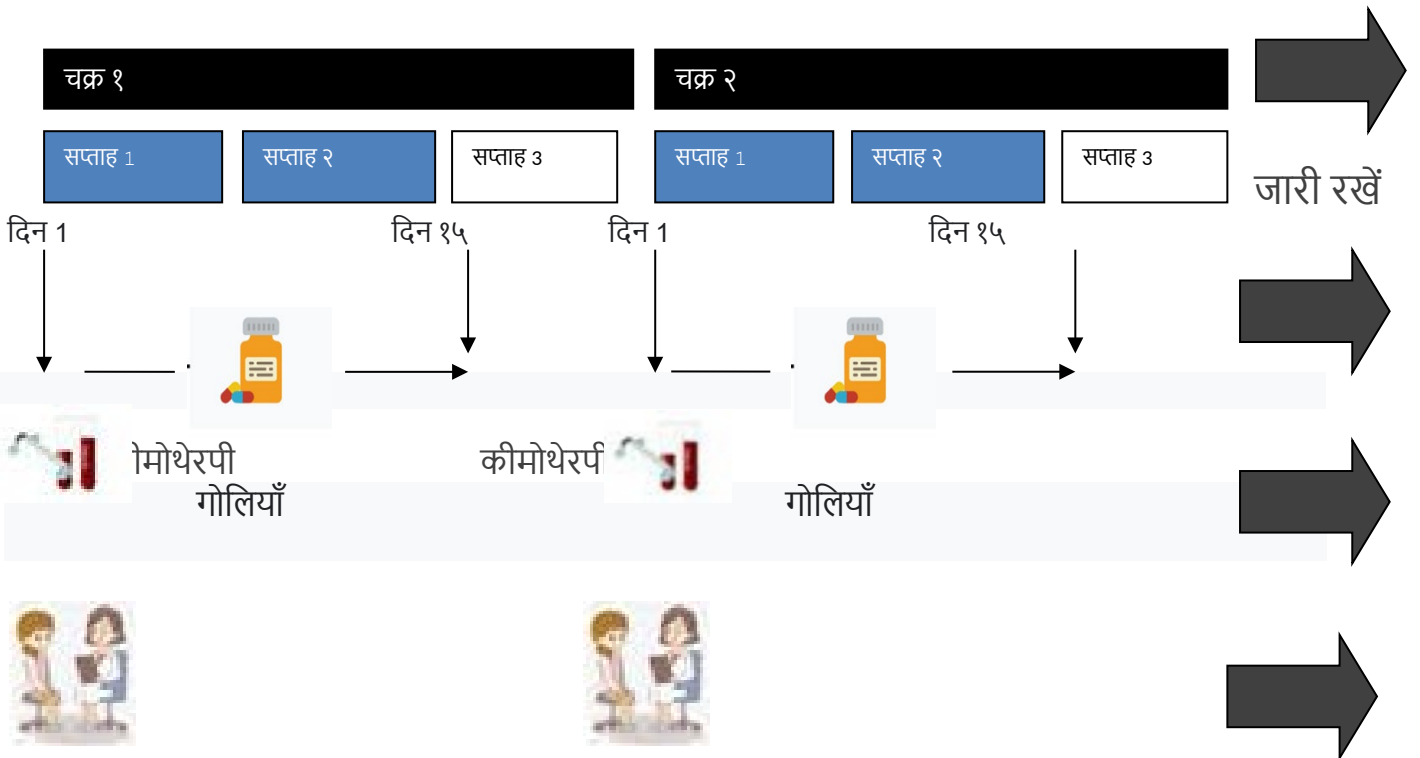 चक्र १
चक्र २
सप्ताह 1
सप्ताह २
सप्ताह 3
सप्ताह 1
सप्ताह २
सप्ताह 3
जारी रखें
दिन 1
दिन १५
दिन 1
दिन १५
ीमोथेरपी
कीमोथेरपी
गोलियाँ
गोलियाँ